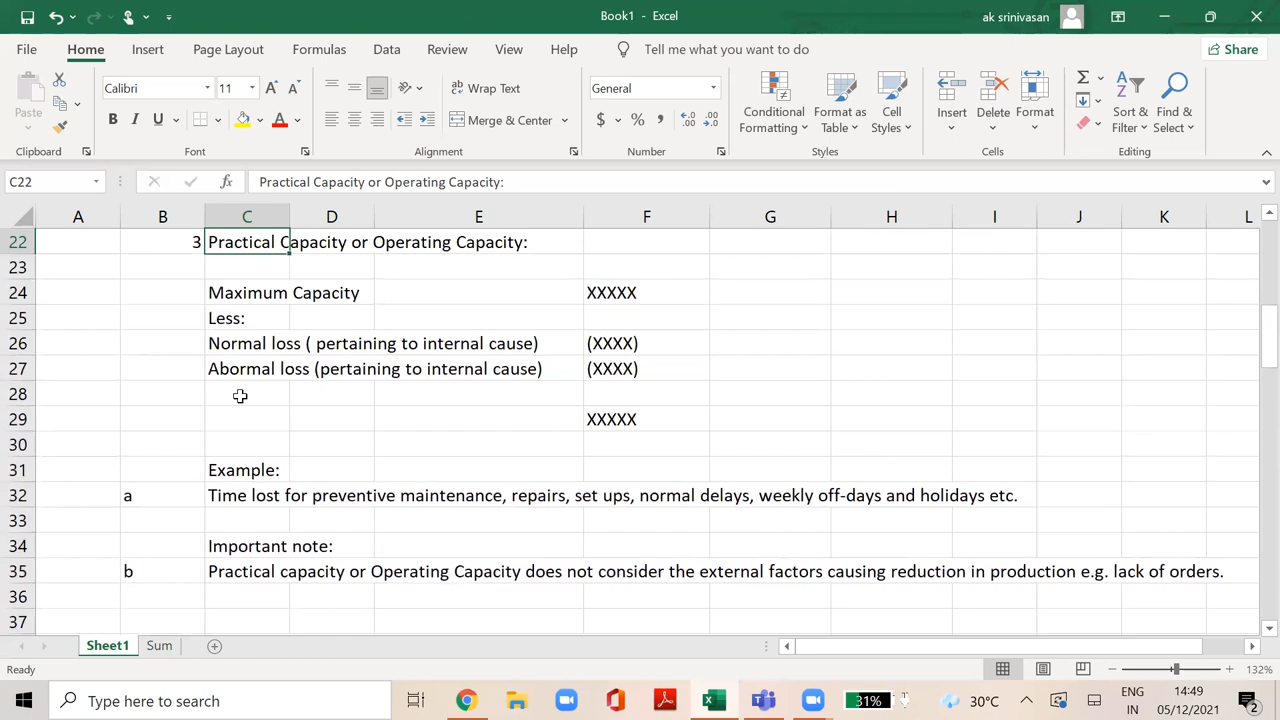 Book1 - Excel
ak srinivasan
File Home Insert Page Layout Formulas Data Review View Help Tell me what you want to do Share
Paste
Clipboard
Calibri 11
B I U
Font
Wrap Text
Merge & Center
Alignment
General
$ % ,
Number
Conditional Formatting
Format as Table
Cell Styles
Styles
Insert
Delete
Format
Cells
Sort & Filter
Find & Select
Editing
C22 fx Practical Capacity or Operating Capacity:
A B C D E F G H I J K L
22 3 Practical Capacity or Operating Capacity:
23
24 Maximum Capacity XXXXX
25 Less:
26 Normal loss ( pertaining to internal cause) (XXXX)
27 Abormal loss (pertaining to internal cause) (XXXX)
28
29 XXXXX
30
31 Example:
32 a Time lost for preventive maintenance, repairs, set ups, normal delays, weekly off-days and holidays etc.
33
34 Important note:
35 b Practical capacity or Operating Capacity does not consider the external factors causing reduction in production e.g. lack of orders.
36
37
Sheet1 Sum
Ready 132%
Type here to search 31% 30°C ENG 14:49
IN 05/12/2021 2